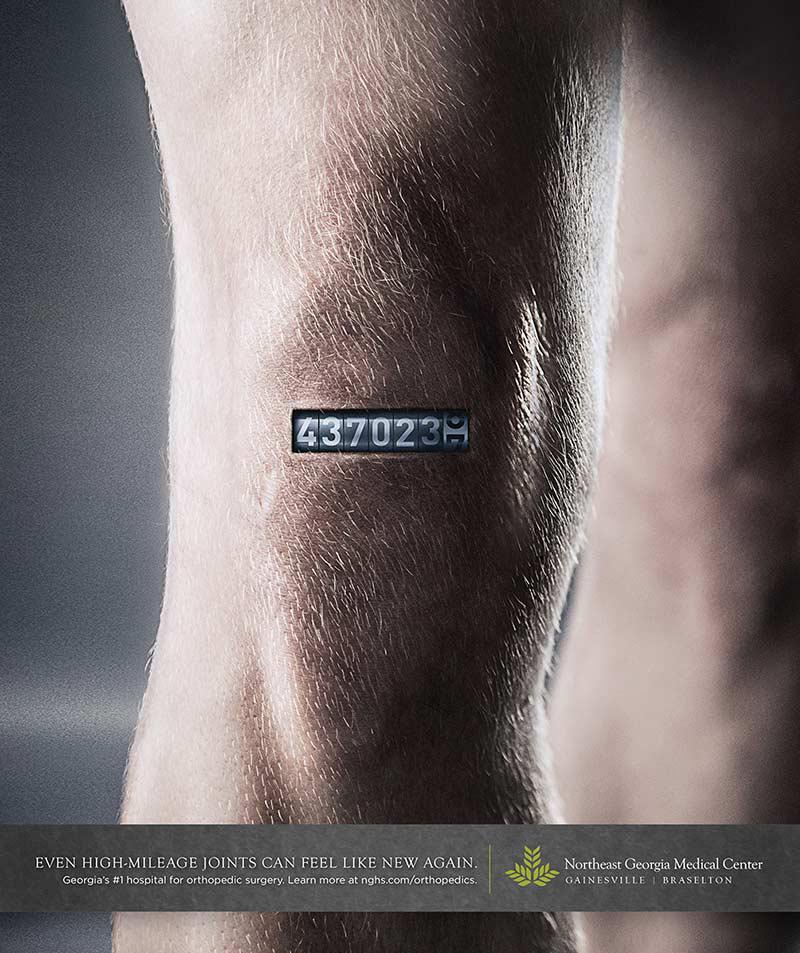 437023
EVEN HIGH-MILEAGE JOINTS CAN FEEL LIKE NEW AGAIN.
Georgia's #1 hospital for orthopedic surgery. Learn more at nghs.com/orthopedics.
Northeast Georgia Medical Center
GAINESVILLE | BRASELTON